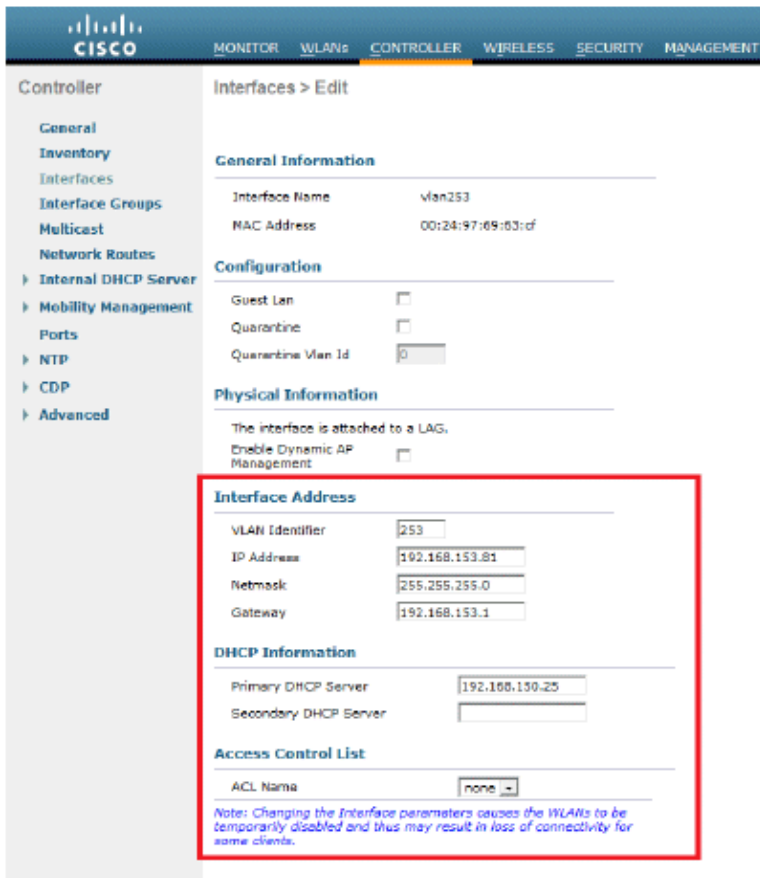 CISCO
MONITOR WLANs CONTROLLER WIRELESS SECURITY MANAGEMENT
Controller
General
Inventory
Interfaces
Interface Groups
Multicast
Network Routes
Internal DHCP Server
Mobility Management
Ports
NTP
CDP
Advanced
Interfaces > Edit
General Information
Interface Name vlan253
MAC Address 00:24:97:69:63:cf
Configuration
Guest Lan
Quarantine
Quarantine Vlan Id 0
Physical Information
The interface is attached to a LAG.
Enable Dynamic AP
Management
Interface Address
VLAN Identifier 253
IP Address 192.168.153.81
Netmask 255.255.255.0
Gateway 192.168.153.1
DHCP Information
Primary DHCP Server 192.168.150.25
Secondary DHCP Server
Access Control List
ACL Name none
Note: Changing the Interface parameters causes the WLANs to be
temporarily disabled and thus may result in loss of connectivity for
some clients.